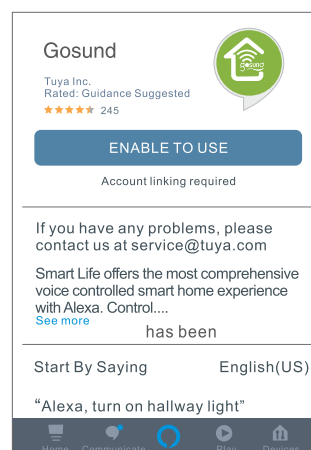 Gosund
gosund
Tuya Inc.
Rated: Guidance Suggested
245
ENABLE TO USE
Account linking required
If you have any problems, please
contact us at service@tuya.com
Smart Life offers the most comprehensive
voice controlled smart home experience
with Alexa. Control....
See more
has been
Start By Saying English(US)
“Alexa, turn on hallway light”
Home Communicate Play Devices